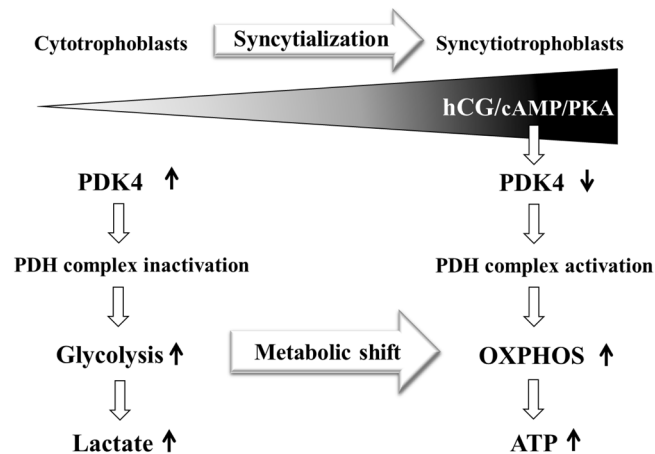 Cytotrophoblasts Syncytialization Syncytiotrophoblasts
hCG/cAMP/PKA
PDK4 ↑ PDK4 ↓
PDH complex inactivation PDH complex activation
Glycolysis ↑ Metabolic shift OXPHOS ↑
Lactate ↑ ATP ↑